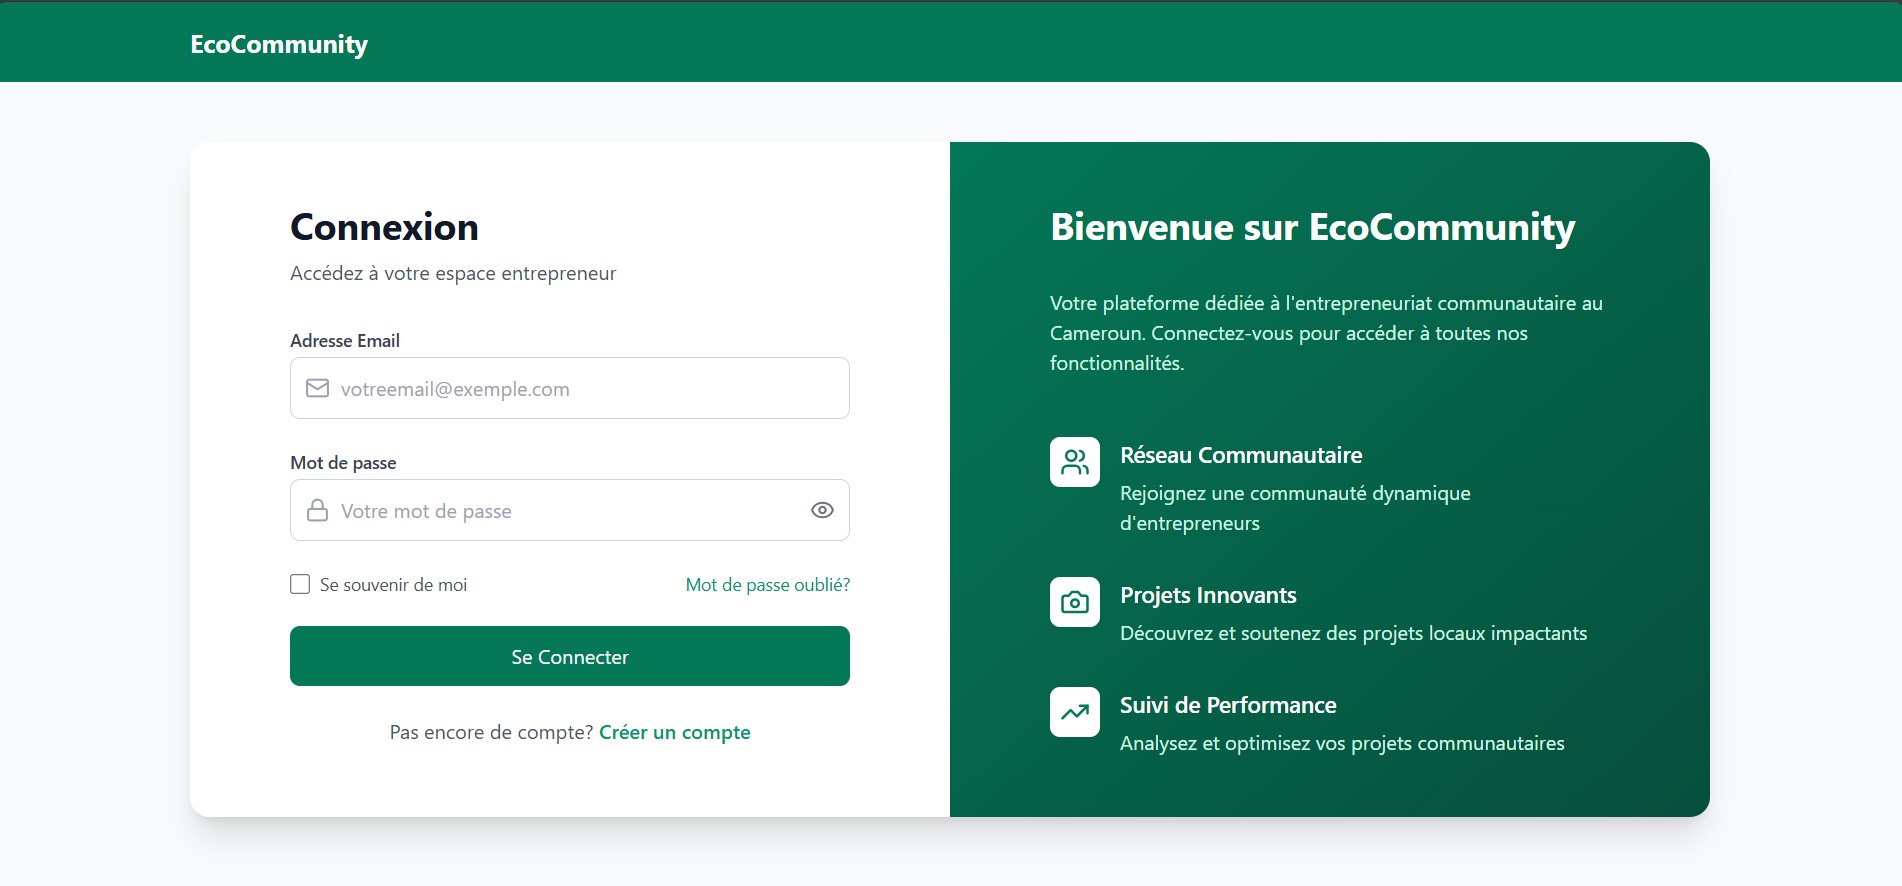 EcoCommunity
Connexion
Accédez à votre espace entrepreneur
Adresse Email
votreemail@exemple.com
Mot de passe
Votre mot de passe
Se souvenir de moi
Mot de passe oublié?
Se Connecter
Pas encore de compte? Créer un compte
Bienvenue sur EcoCommunity
Votre plateforme dédiée à l'entrepreneuriat communautaire au
Cameroun. Connectez-vous pour accéder à toutes nos
fonctionnalités.
Réseau Communautaire
Rejoignez une communauté dynamique
d'entrepreneurs
Projets Innovants
Découvrez et soutenez des projets locaux impactants
Suivi de Performance
Analysez et optimisez vos projets communautaires